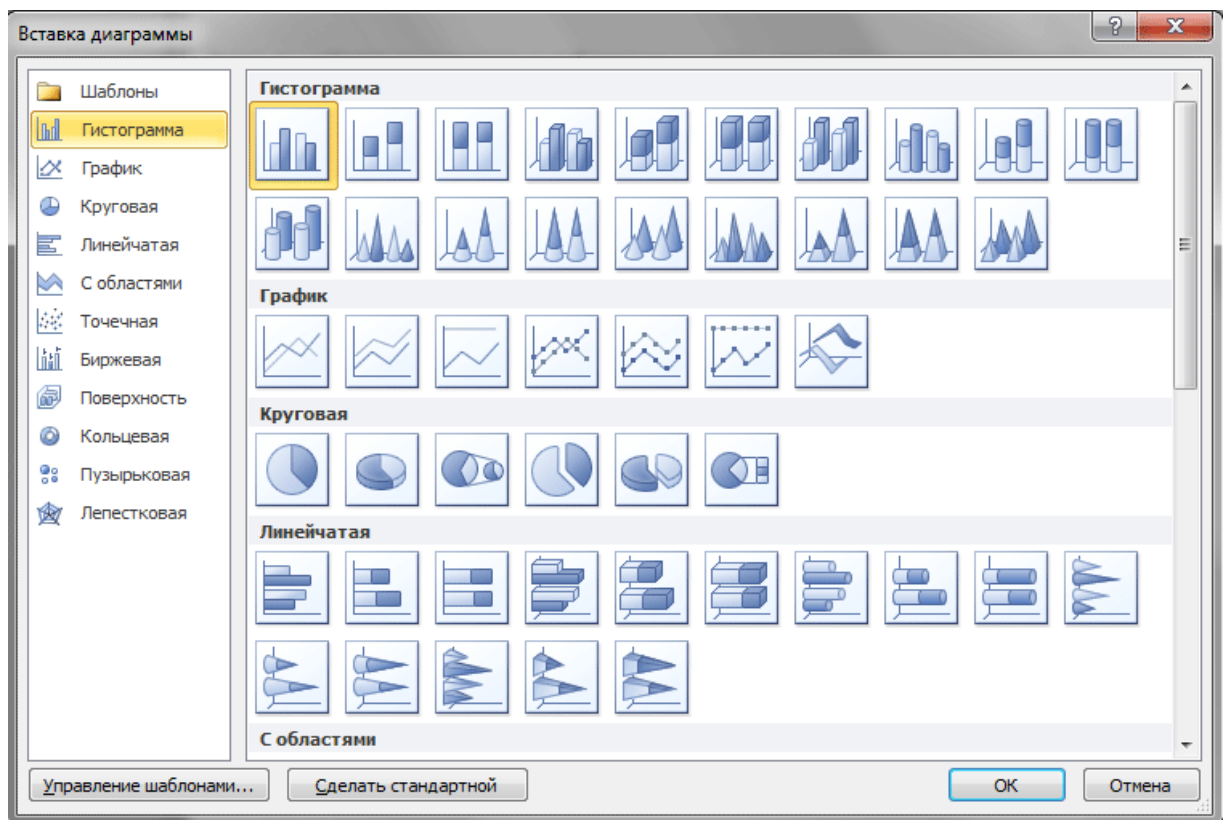 Вставка диаграммы
Шаблоны
Гистограмма
График
Круговая
Линейчатая
С областями
Точечная
Биржевая
Поверхность
Кольцевая
Пузырьковая
Лепестковая
Гистограмма
График
Круговая
Линейчатая
С областями
Управление шаблонами...
Сделать стандартной
ОК
Отмена